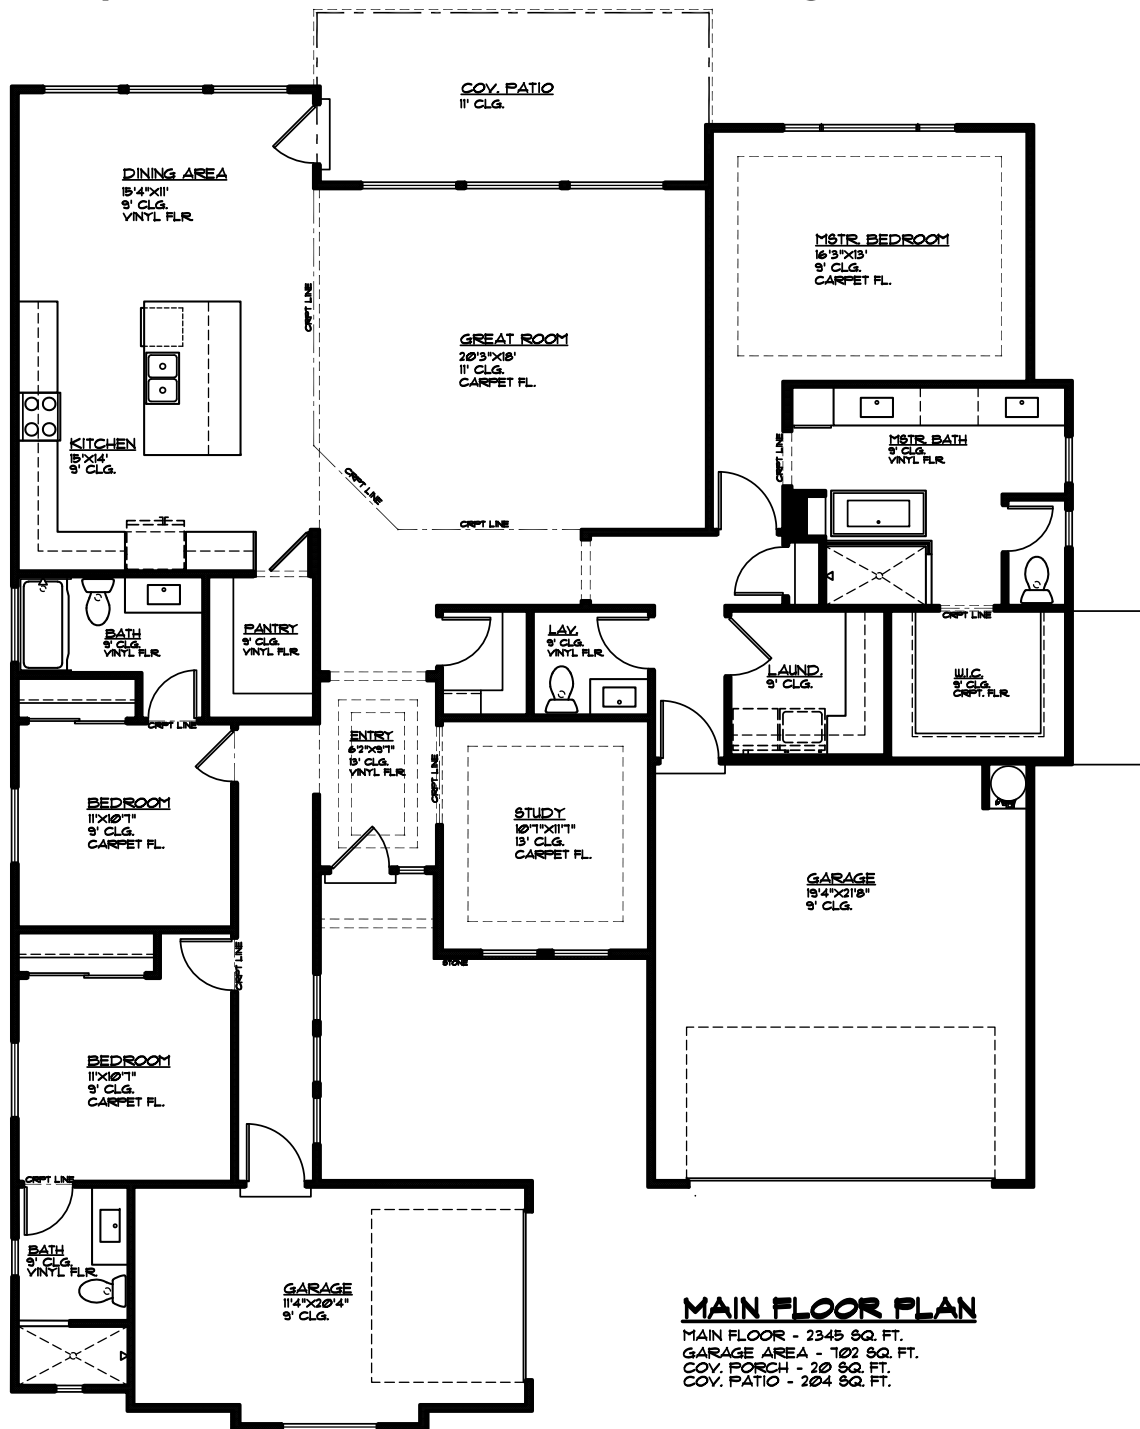 COV. PATIO
11' CLG.
DINING AREA
15'4"X11'
9' CLG.
VINYL FLR.
MSTR. BEDROOM
16'3"X13'
9' CLG.
CARPET FL.
CRPT LINE
GREAT ROOM
20'3"X18'
11' CLG.
CARPET FL.
KITCHEN
15'X14'
9' CLG.
CRPT LINE
CRPT LINE
CRPT LINE
MSTR. BATH
9' CLG.
VINYL FLR.
BATH
9' CLG.
VINYL FLR.
PANTRY
9' CLG.
VINYL FLR.
LAV.
9' CLG.
VINYL FLR.
CRPT LINE
LAUND.
9' CLG.
W.I.C.
9' CLG.
CRPT. FLR.
CRPT LINE
ENTRY
6'2"X9'7"
13' CLG.
VINYL FLR.
CRPT LINE
BEDROOM
11'X10'7"
9' CLG.
CARPET FL.
STUDY
10'7"X11'7"
13' CLG.
CARPET FL.
GARAGE
19'4"X21'8"
9' CLG.
CRPT LINE
STONE
BEDROOM
11'X10'7"
9' CLG.
CARPET FL.
CRPT LINE
BATH
9' CLG.
VINYL FLR.
GARAGE
11'4"X20'4"
9' CLG.
MAIN FLOOR PLAN
MAIN FLOOR - 2345 SQ. FT.
GARAGE AREA - 702 SQ. FT.
COV. PORCH - 20 SQ. FT.
COV. PATIO - 204 SQ. FT.